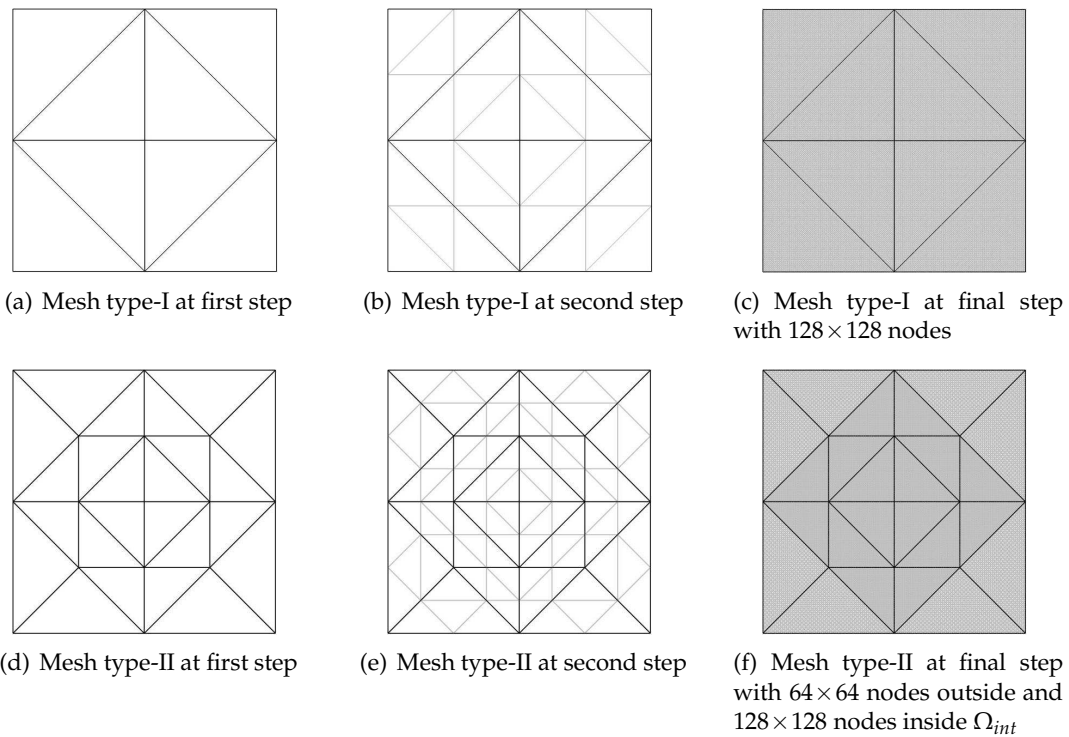 (a) Mesh type-I at first step
(b) Mesh type-I at second step
(c) Mesh type-I at final step
with 128×128 nodes
(d) Mesh type-II at first step
(e) Mesh type-II at second step
(f) Mesh type-II at final step
with 64×64 nodes outside and
128×128 nodes inside Ω_int